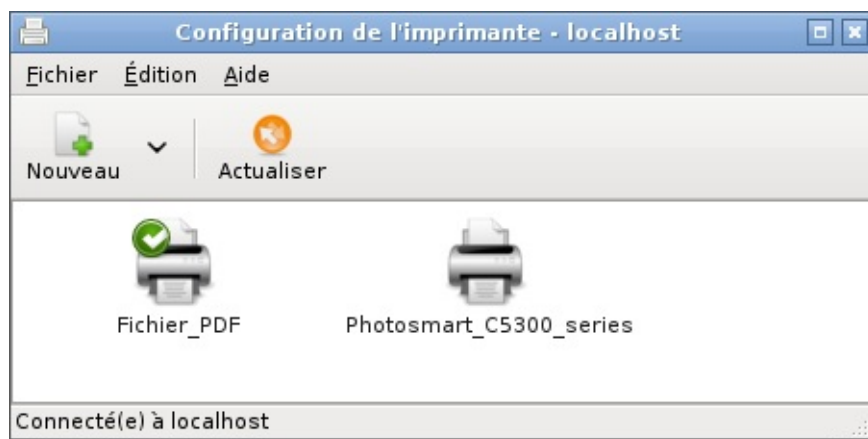 Configuration de l'imprimante - localhost
Fichier Édition Aide
Nouveau Actualiser
Fichier_PDF Photosmart_C5300_series
Connecté(e) à localhost